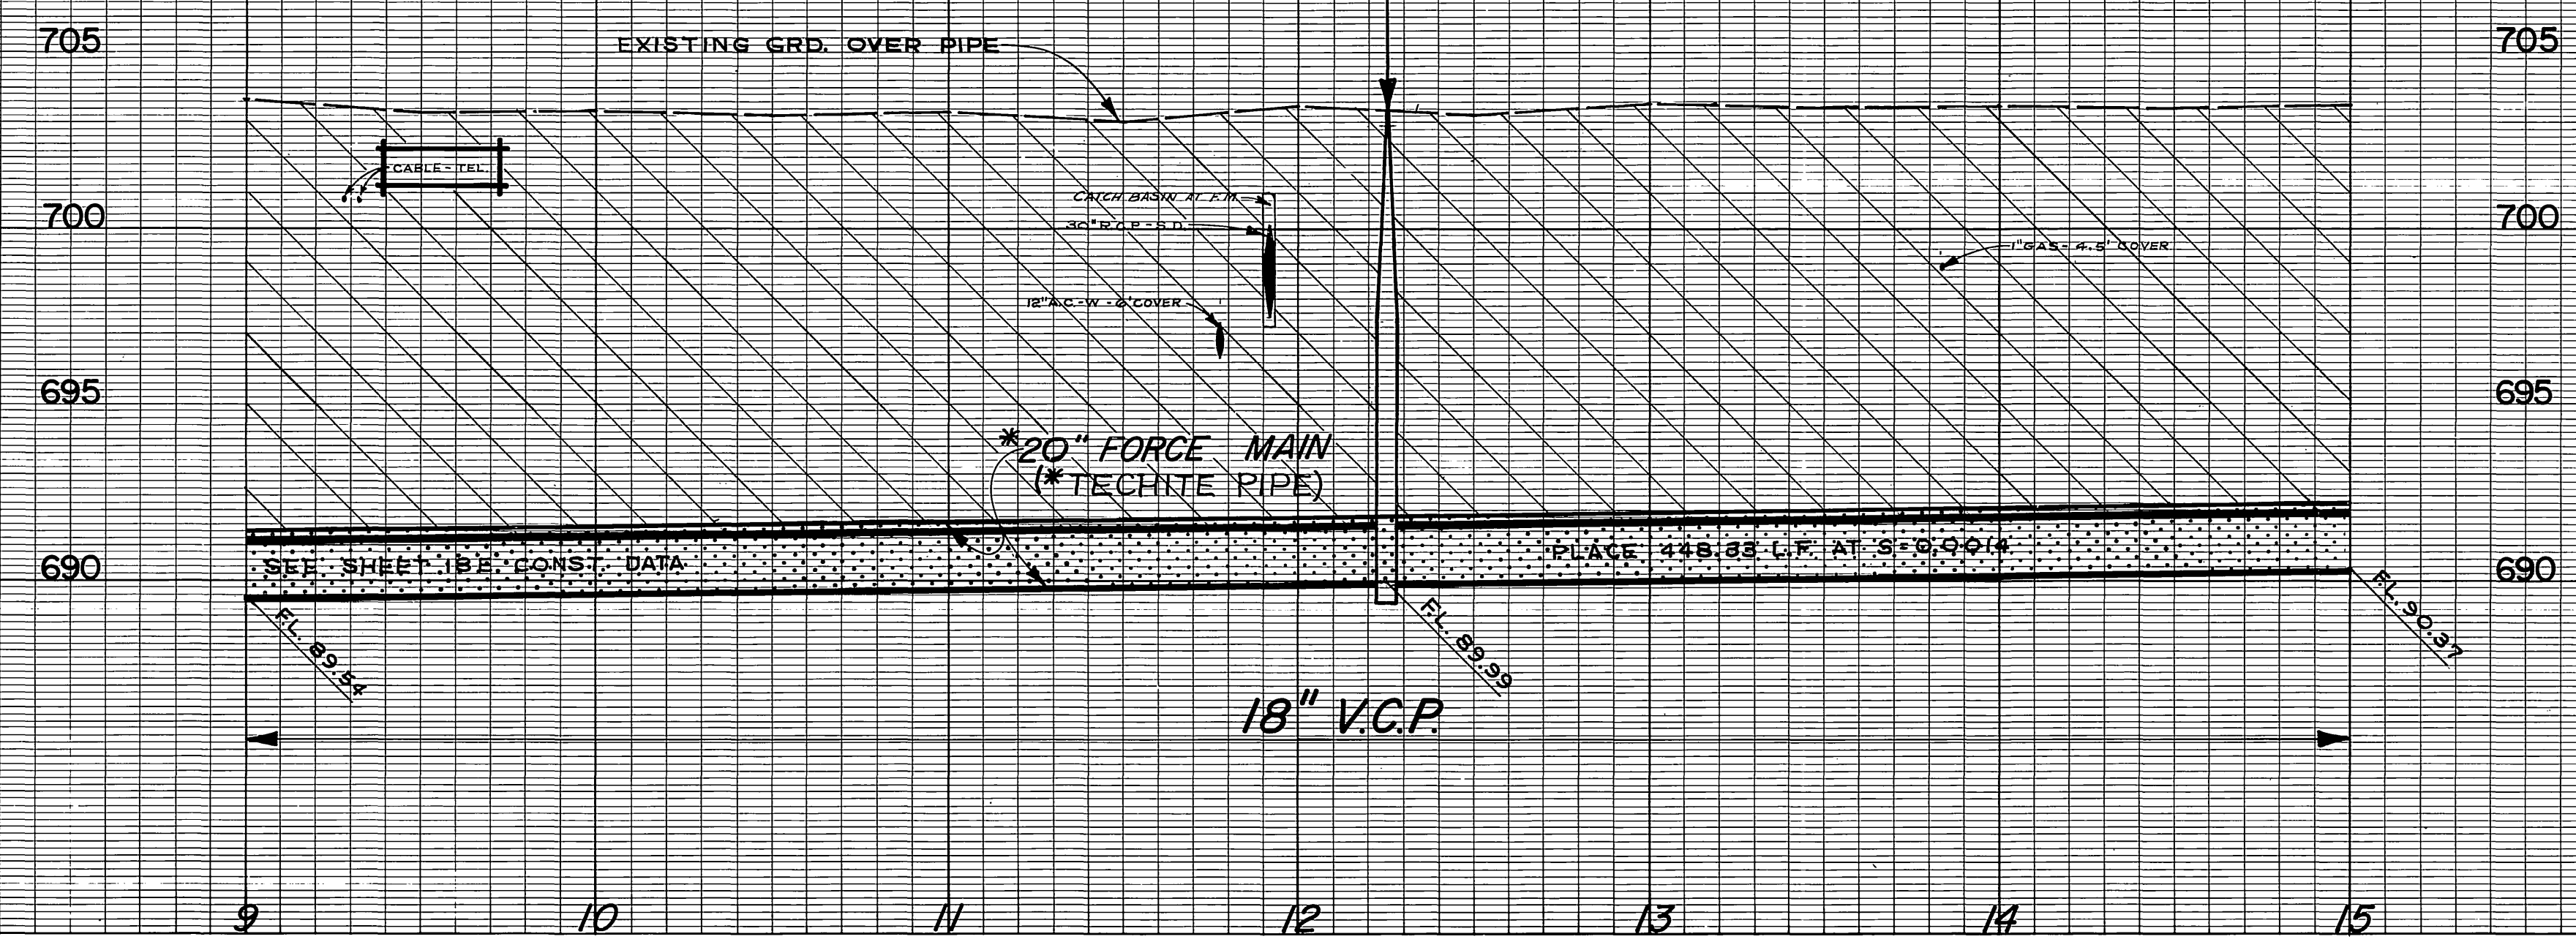 705
EXISTING GRD. OVER PIPE
705
CABLE - TEL.
CATCH BASIN AT F.M.
700
30" R.C.P. - S.D.
700
1" GAS - 4.5' COVER
12" A.C. - W - 6' COVER
695
695
*20" FORCE MAIN
(*TECHITE PIPE)
PLACE 448.33 L.F. AT S = 0.0014
SEE SHEET 18E CONST. DATA
690
690
F.L. 89.54
F.L. 89.99
F.L. 90.37
18" V.C.P.
9
10
11
12
13
14
15